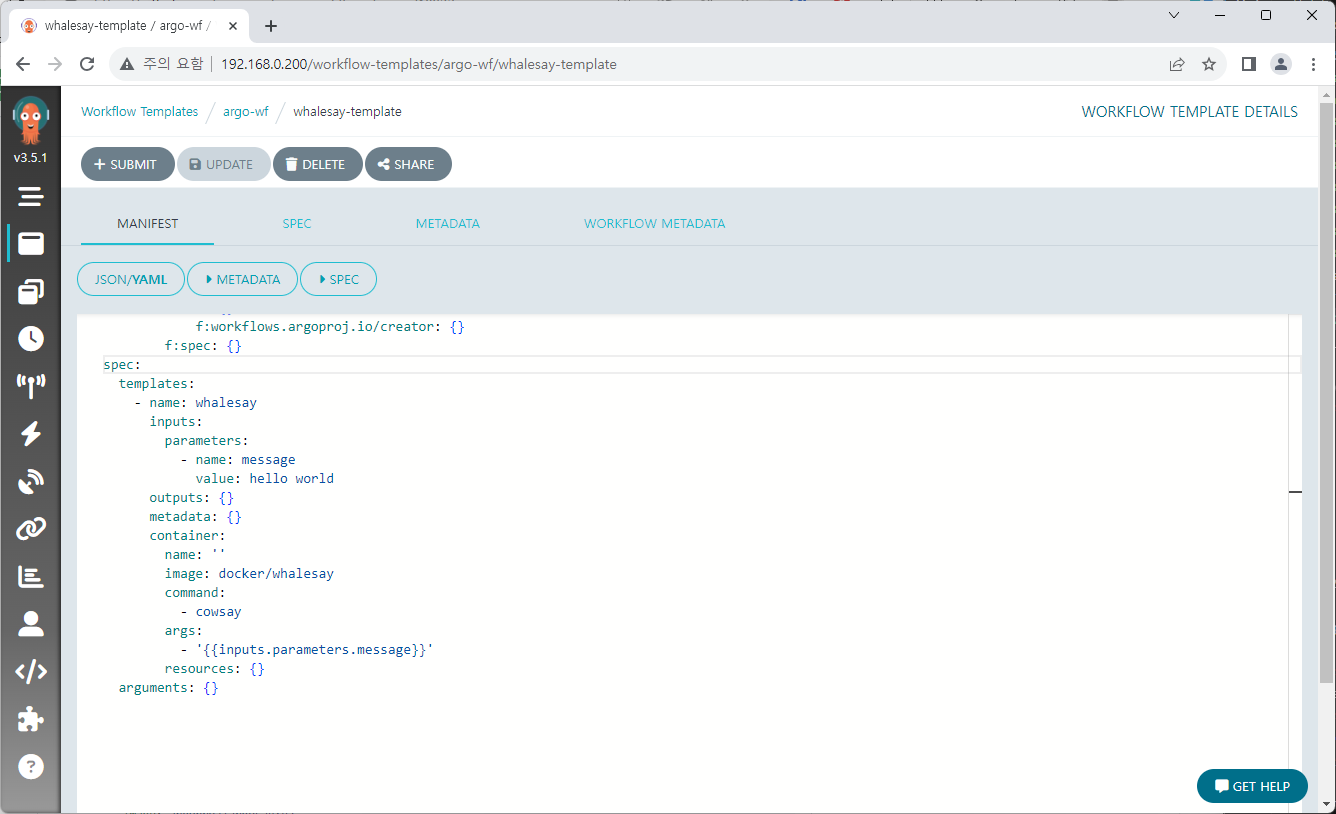 whalesay-template / argo-wf /
주의 요함 192.168.0.200/workflow-templates/argo-wf/whalesay-template
v3.5.1
Workflow Templates / argo-wf / whalesay-template
WORKFLOW TEMPLATE DETAILS
+ SUBMIT UPDATE DELETE SHARE
MANIFEST SPEC METADATA WORKFLOW METADATA
JSON/YAML METADATA SPEC
f:workflows.argoproj.io/creator: {}
f:spec: {}
spec:
templates:
- name: whalesay
inputs:
parameters:
- name: message
value: hello world
outputs: {}
metadata: {}
container:
name: ''
image: docker/whalesay
command:
- cowsay
args:
- '{{inputs.parameters.message}}'
resources: {}
arguments: {}
GET HELP